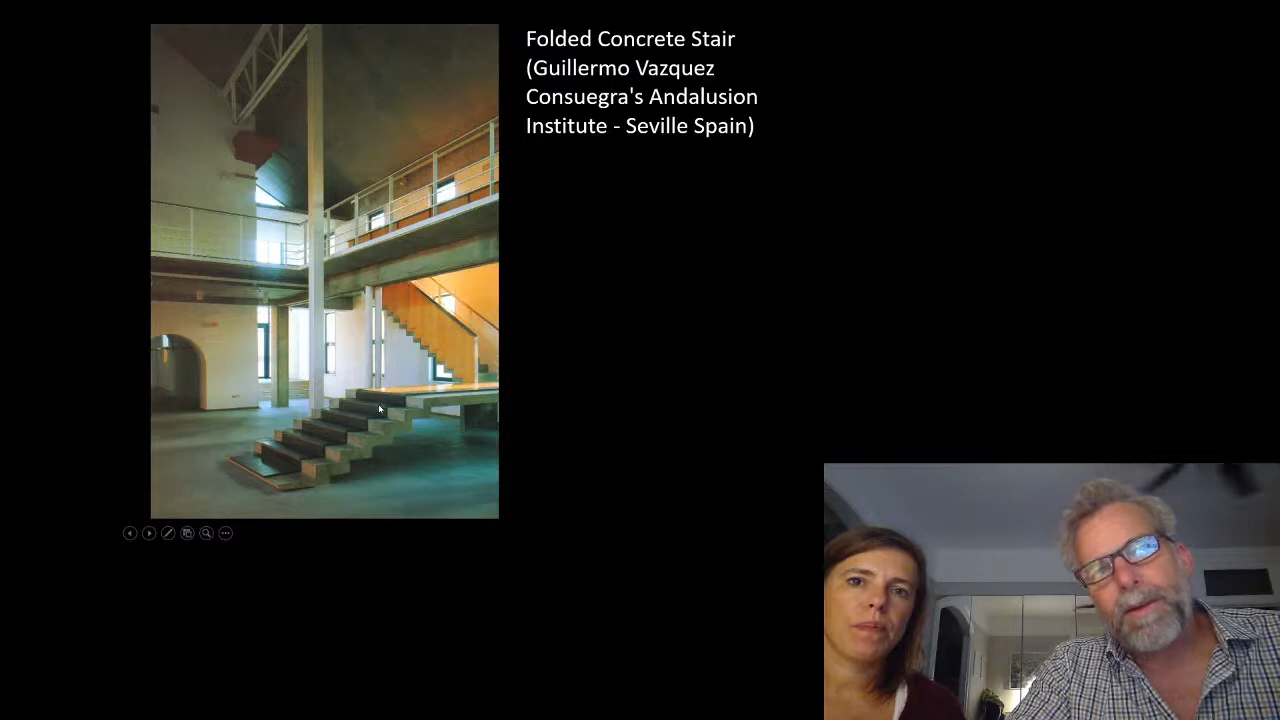 Folded Concrete Stair
(Guillermo Vazquez
Consuegra's Andalusion
Institute - Seville Spain)